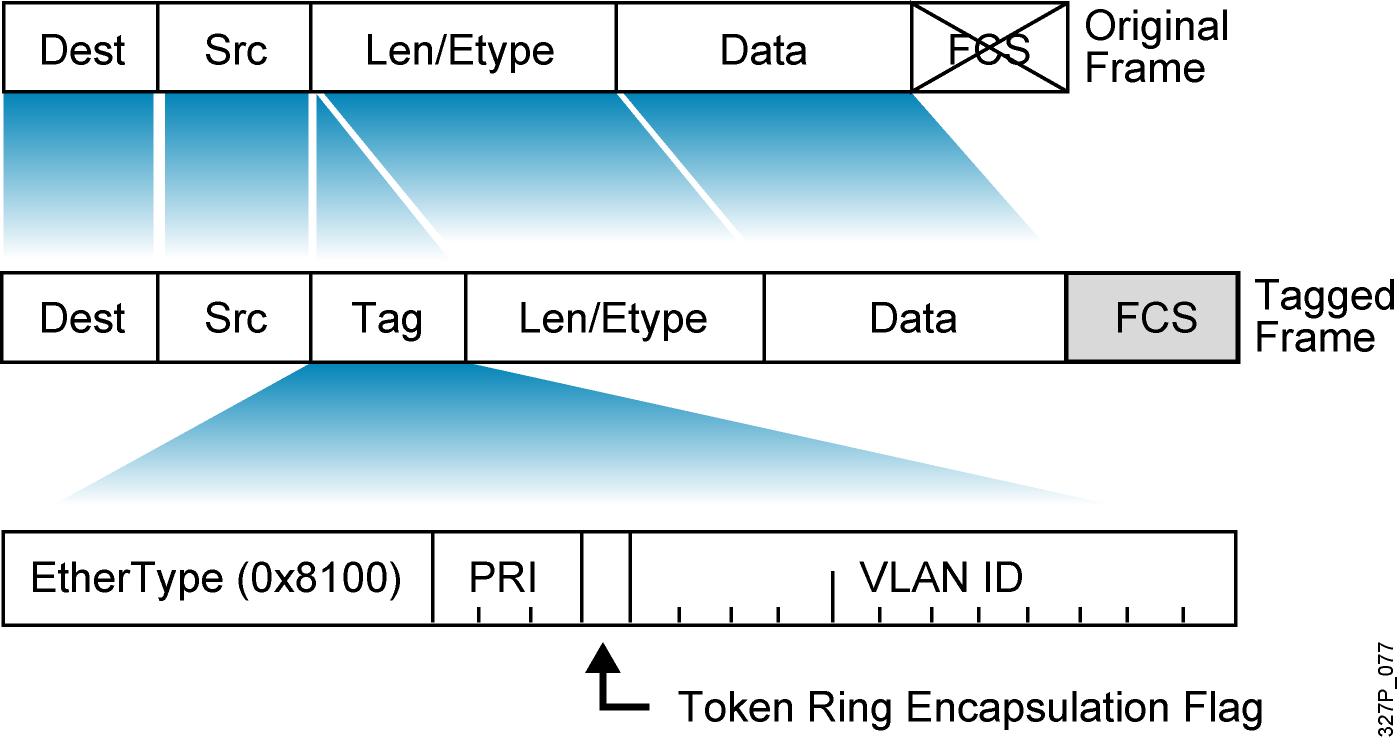 Dest Src Len/Etype Data FCS Original
Frame
Dest Src Tag Len/Etype Data FCS Tagged
Frame
EtherType (0x8100) PRI VLAN ID
Token Ring Encapsulation Flag
327P_077